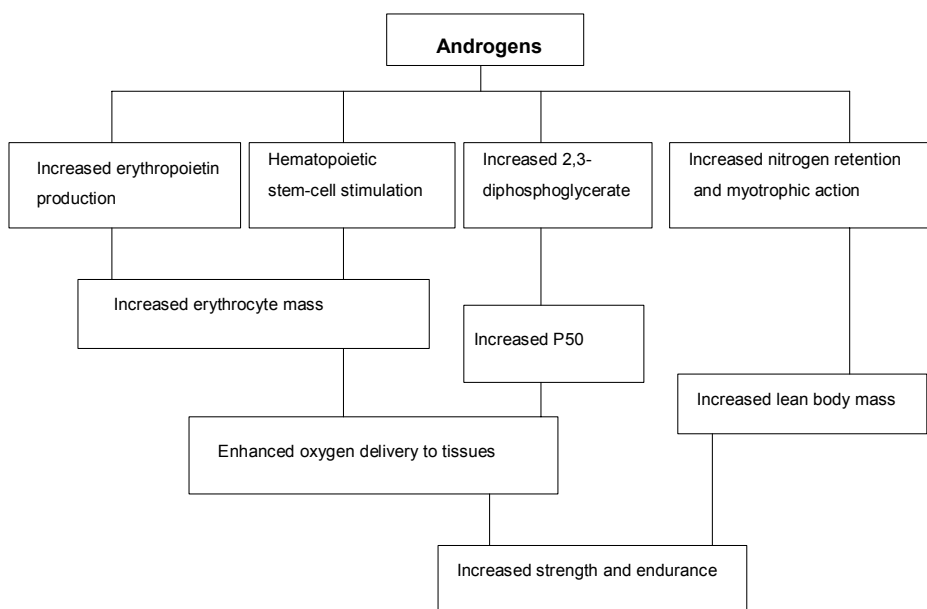 Androgens
Increased erythropoietin
production
Hematopoietic
stem-cell stimulation
Increased 2,3-
diphosphoglycerate
Increased nitrogen retention
and myotrophic action
Increased erythrocyte mass
Increased P50
Increased lean body mass
Enhanced oxygen delivery to tissues
Increased strength and endurance